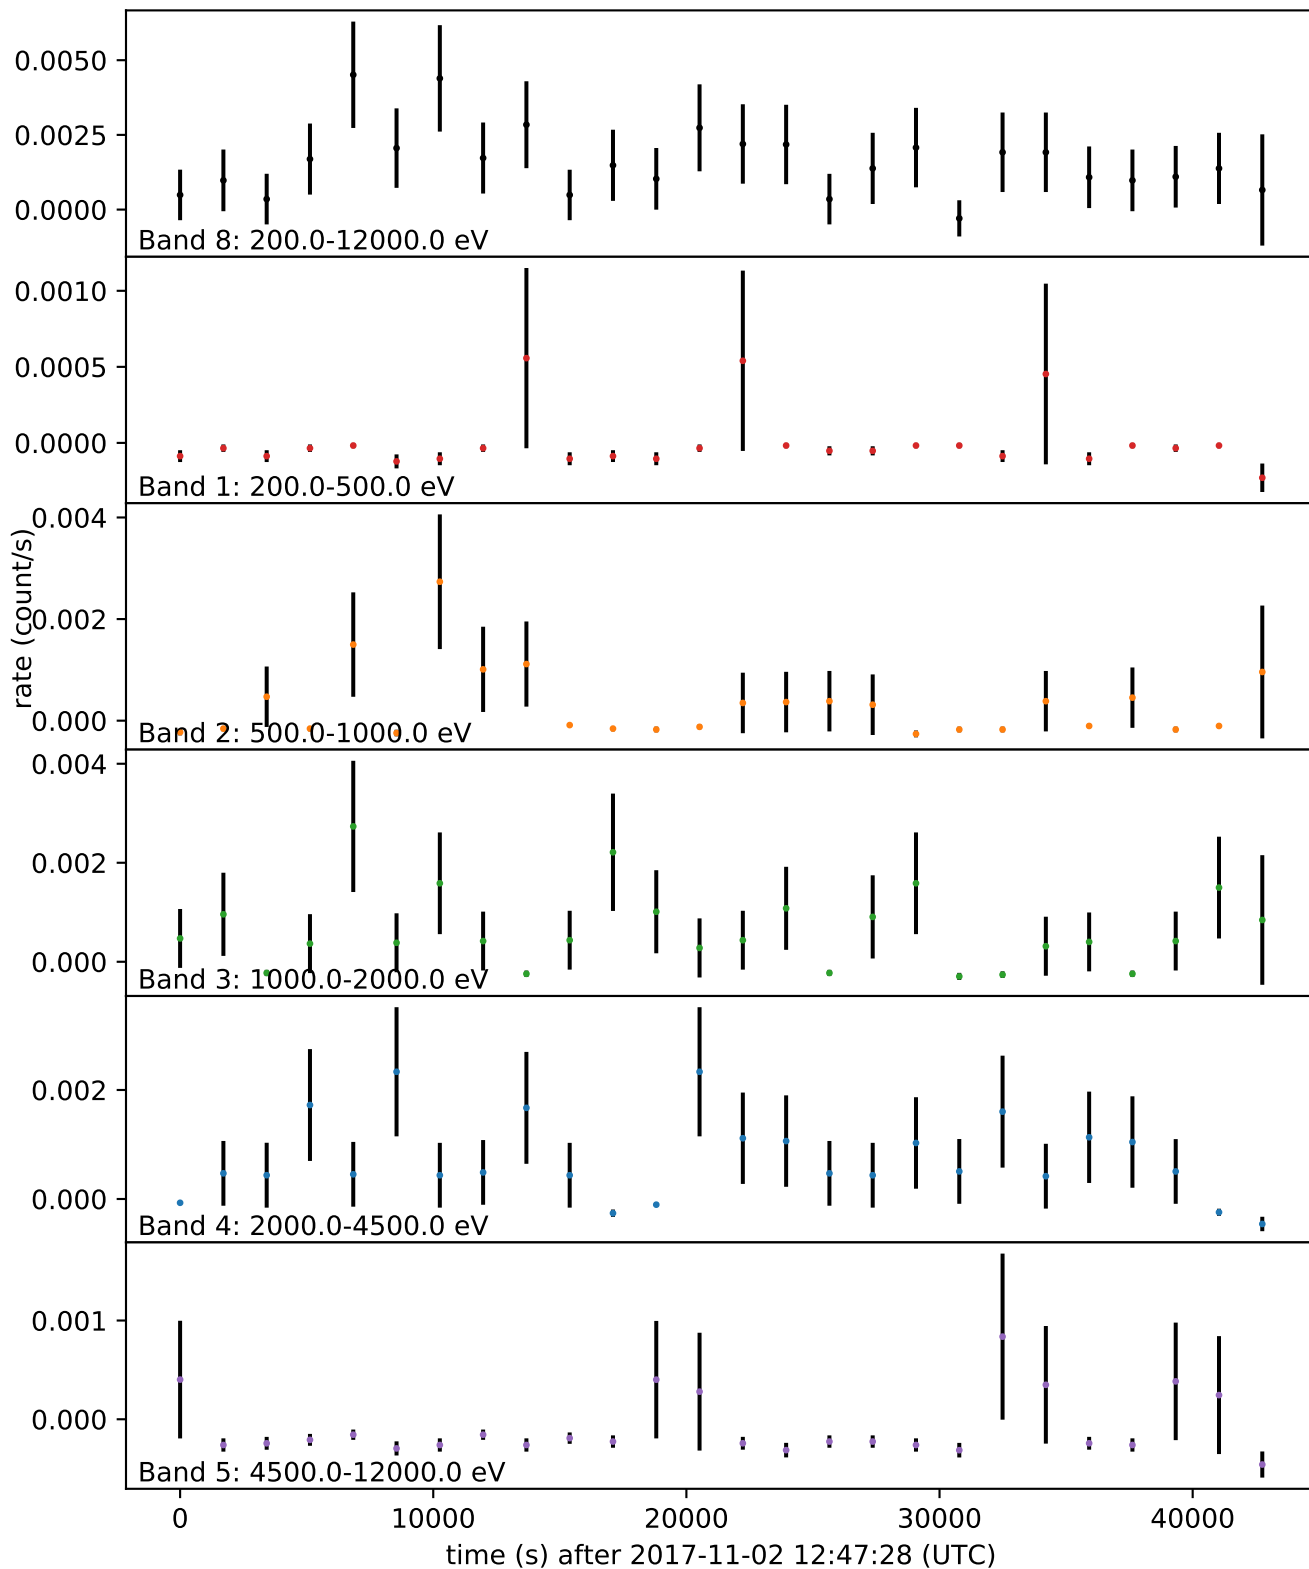 0.0050
0.0025
0.0000
Band 8: 200.0-12000.0 eV
0.0010
0.0005
0.0000
Band 1: 200.0-500.0 eV
rate (count/s)
0.004
0.002
0.000
Band 2: 500.0-1000.0 eV
0.004
0.002
0.000
Band 3: 1000.0-2000.0 eV
0.002
0.000
Band 4: 2000.0-4500.0 eV
0.001
0.000
Band 5: 4500.0-12000.0 eV
0 10000 20000 30000 40000
time (s) after 2017-11-02 12:47:28 (UTC)